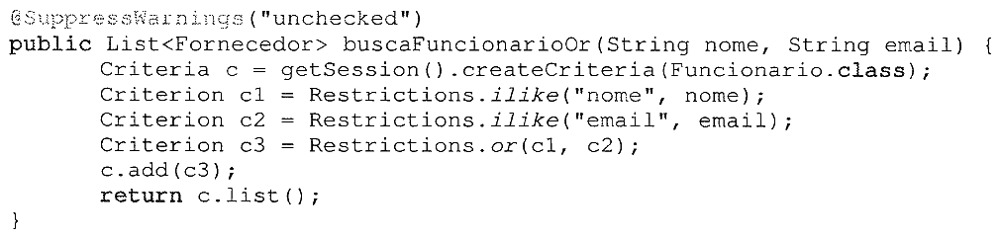 @SuppressWarnings("unchecked")
public List<Fornecedor> buscaFuncionarioOr(String nome, String email) {
Criteria c = getSession().createCriteria(Funcionario.class);
Criterion c1 = Restrictions.ilike("nome", nome);
Criterion c2 = Restrictions.ilike("email", email);
Criterion c3 = Restrictions.or(c1, c2);
c.add(c3);
return c.list();
}